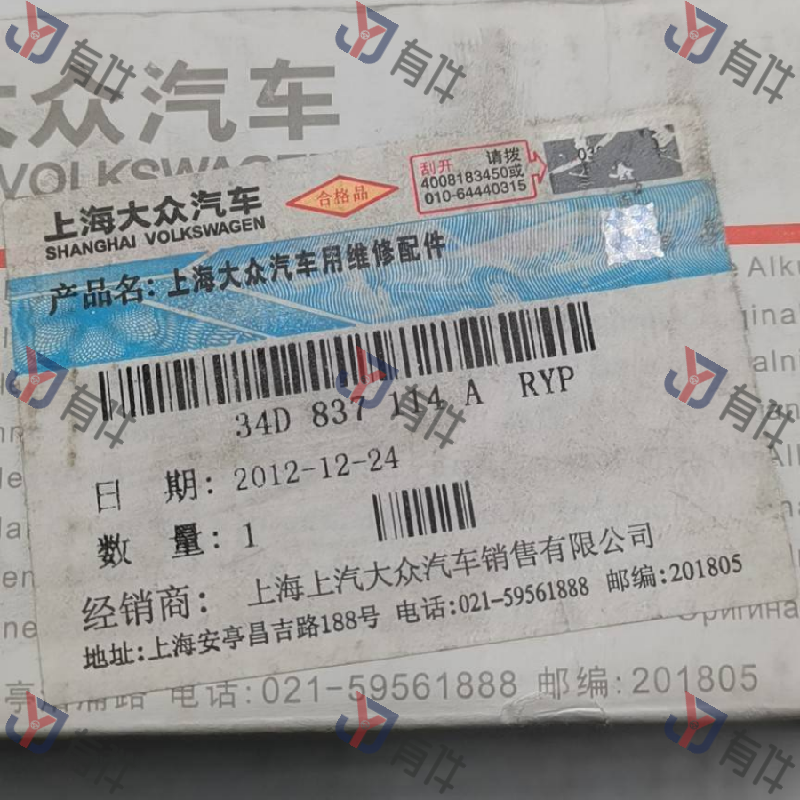 大众汽车
VOLKSWAGEN
上海大众汽车
SHANGHAI VOLKSWAGEN
合格品
刮开 请拨
4008183450或
010-64440315
产品名: 上海大众汽车用维修配件
34D 837 114 A RYP
日 期: 2012-12-24
数 量: 1
经销商: 上海上汽大众汽车销售有限公司
地址: 上海安亭昌吉路188号 电话:021-59561888 邮编:201805
电话:021-59561888 邮编:201805
有件